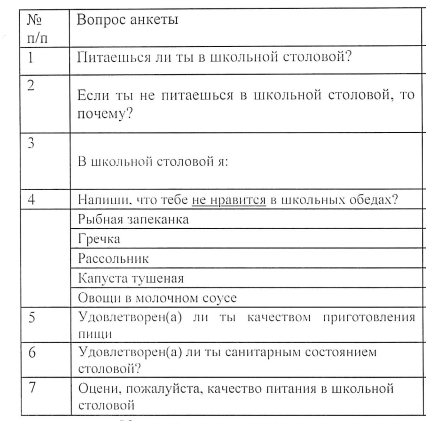 № Вопрос анкеты
п/п
1 Питаешься ли ты в школьной столовой?
2
Если ты не питаешься в школьной столовой, то
почему?
3
В школьной столовой я:
4 Напиши, что тебе не нравится в школьных обедах?
Рыбная запеканка
Гречка
Рассольник
Капуста тушеная
Овощи в молочном соусе
5 Удовлетворен(а) ли ты качеством приготовления
пищи
6 Удовлетворен(а) ли ты санитарным состоянием
столовой?
7 Оцени, пожалуйста, качество питания в школьной
столовой